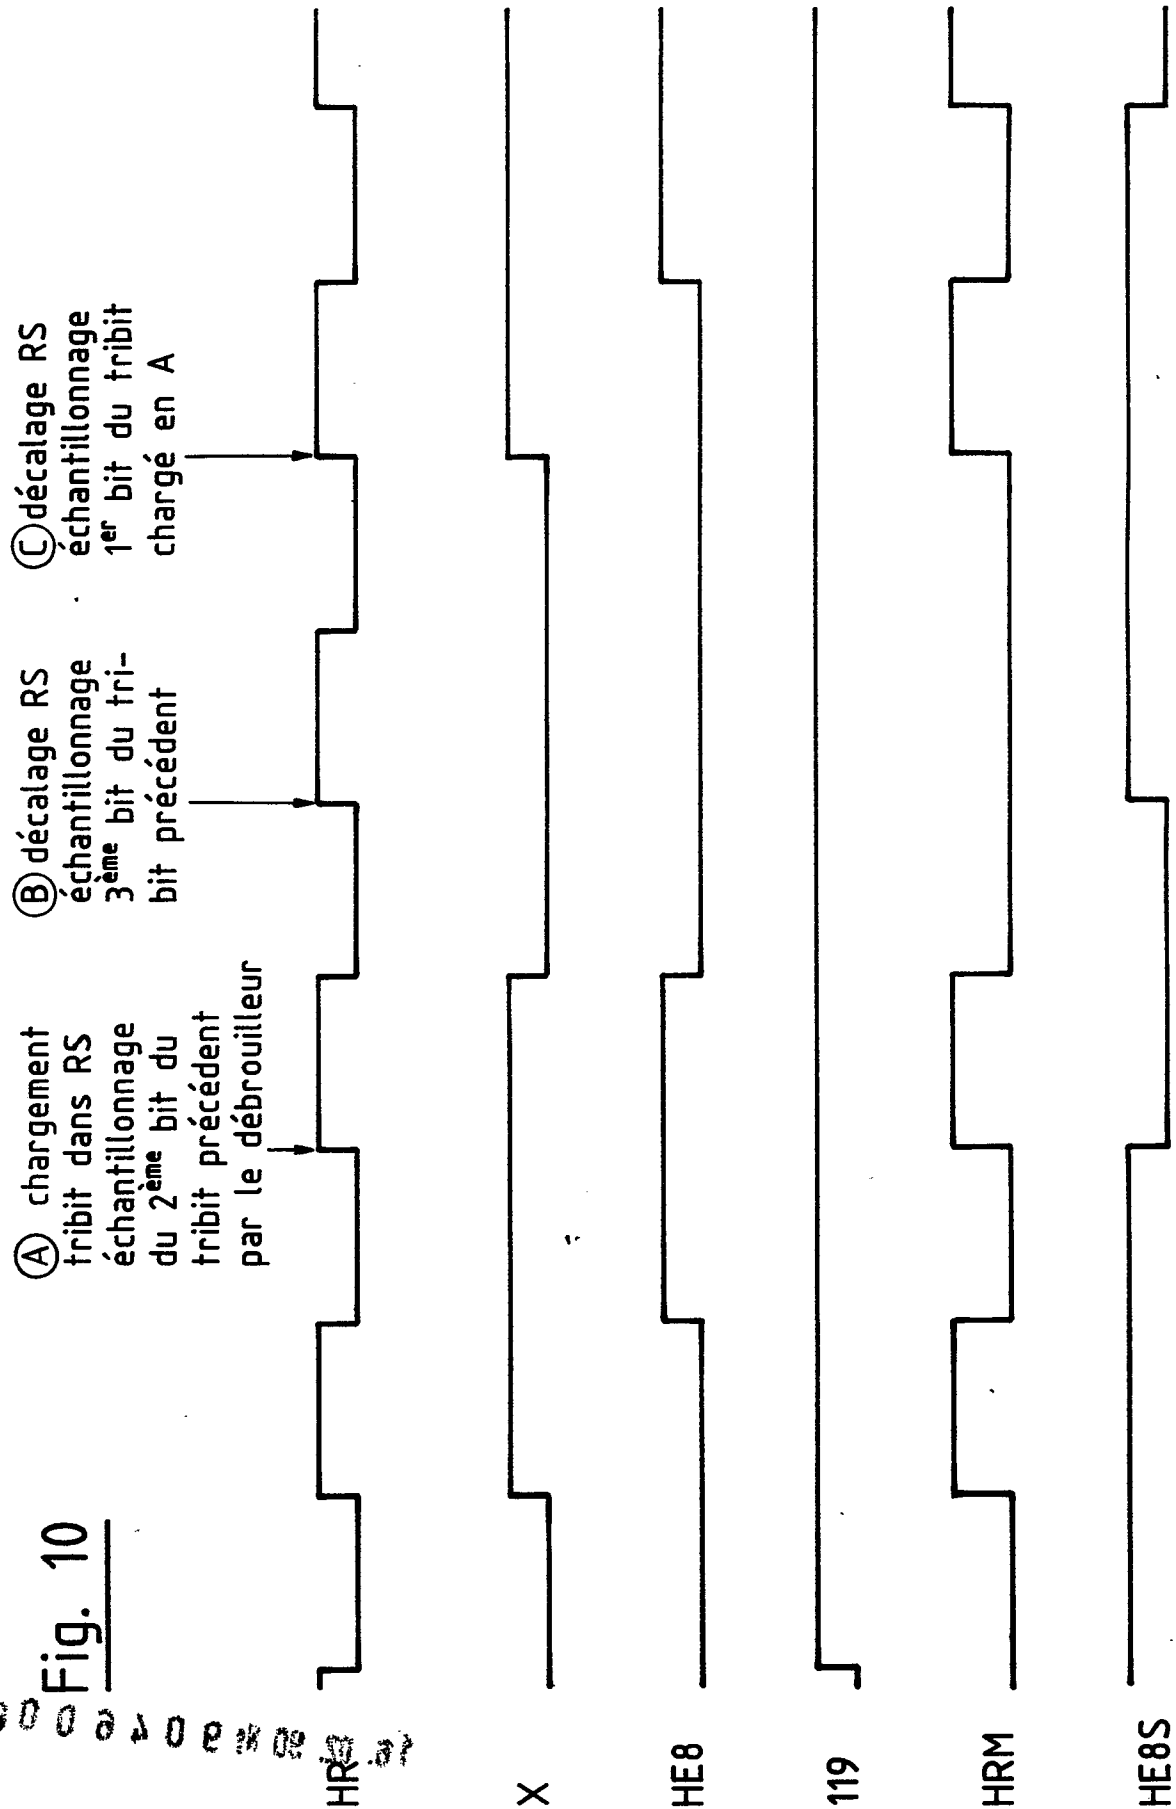 Fig. 10
Ⓐ chargement
tribit dans RS
échantillonnage
du 2ème bit du
tribit précédent
par le débrouilleur
Ⓑ décalage RS
échantillonnage
3ème bit du tri-
bit précédent
Ⓒ décalage RS
échantillonnage
1er bit du tribit
chargé en A
HR
X
HE8
119
HRM
HE8S